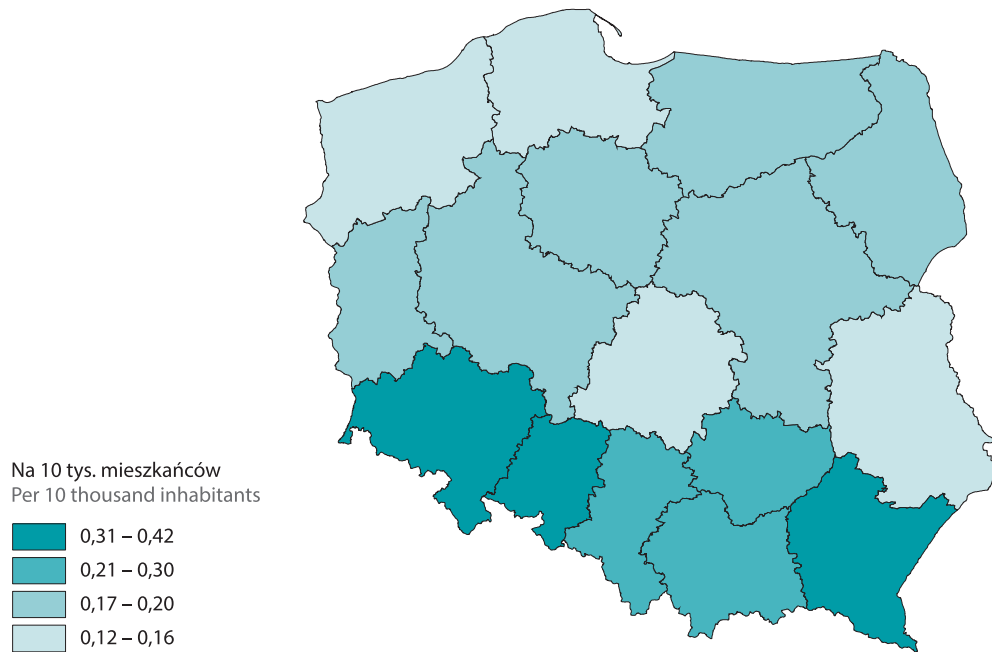 Na 10 tys. mieszkańców
Per 10 thousand inhabitants
0,31 – 0,42
0,21 – 0,30
0,17 – 0,20
0,12 – 0,16